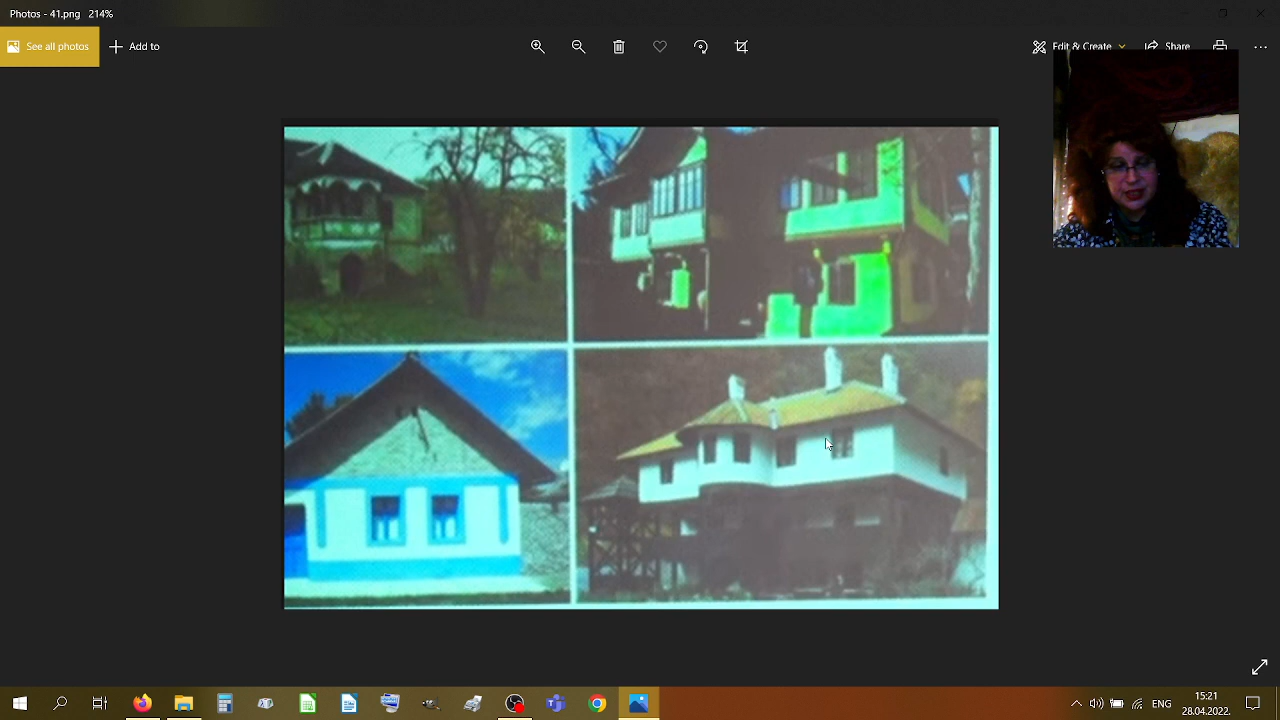 Photos - 41.png 214%
See all photos
Add to
Edit & Create
Share
15:21
ENG
28.04.2022.